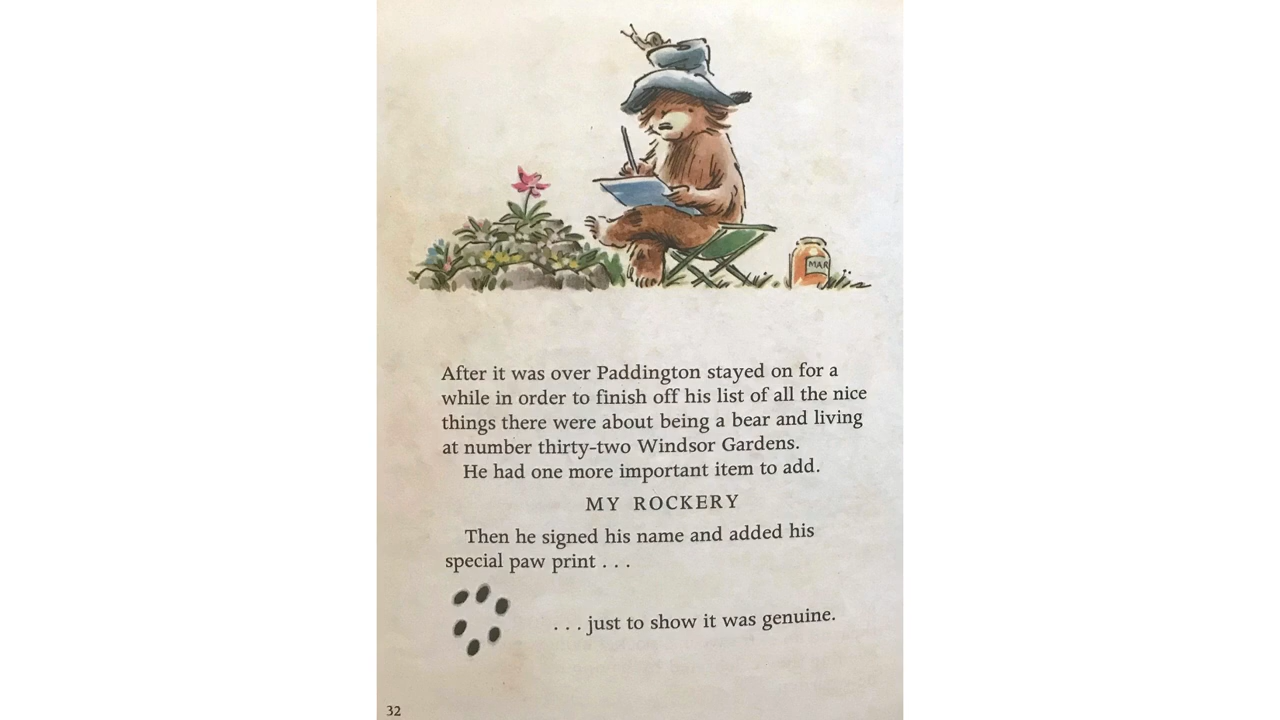 MAR
After it was over Paddington stayed on for a
while in order to finish off his list of all the nice
things there were about being a bear and living
at number thirty-two Windsor Gardens.
He had one more important item to add.
MY ROCKERY
Then he signed his name and added his
special paw print . . .
. . . just to show it was genuine.
32